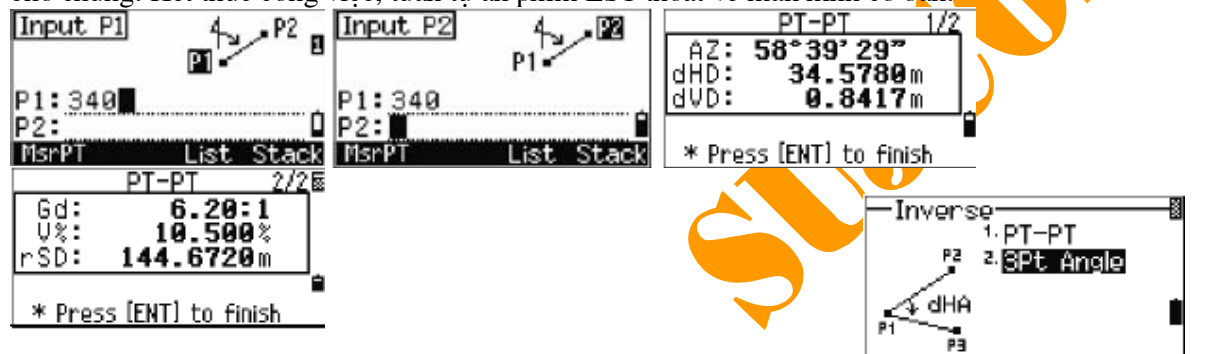 Input P1
P2
1
P1
P1:340
P2:
MsrPT List Stack
Input P2
P2
P1
P1:340
P2:
MsrPT List Stack
PT-PT 1/2
AZ: 58°39'29"
dHD: 34.5780m
dVD: 0.8417m
* Press [ENT] to finish
PT-PT 2/2
Gd: 6.20:1
V%: 10.500%
rSD: 144.6720m
* Press [ENT] to finish
Inverse
1. PT-PT
2. 3Pt Angle
P2
dHA
P1
P3